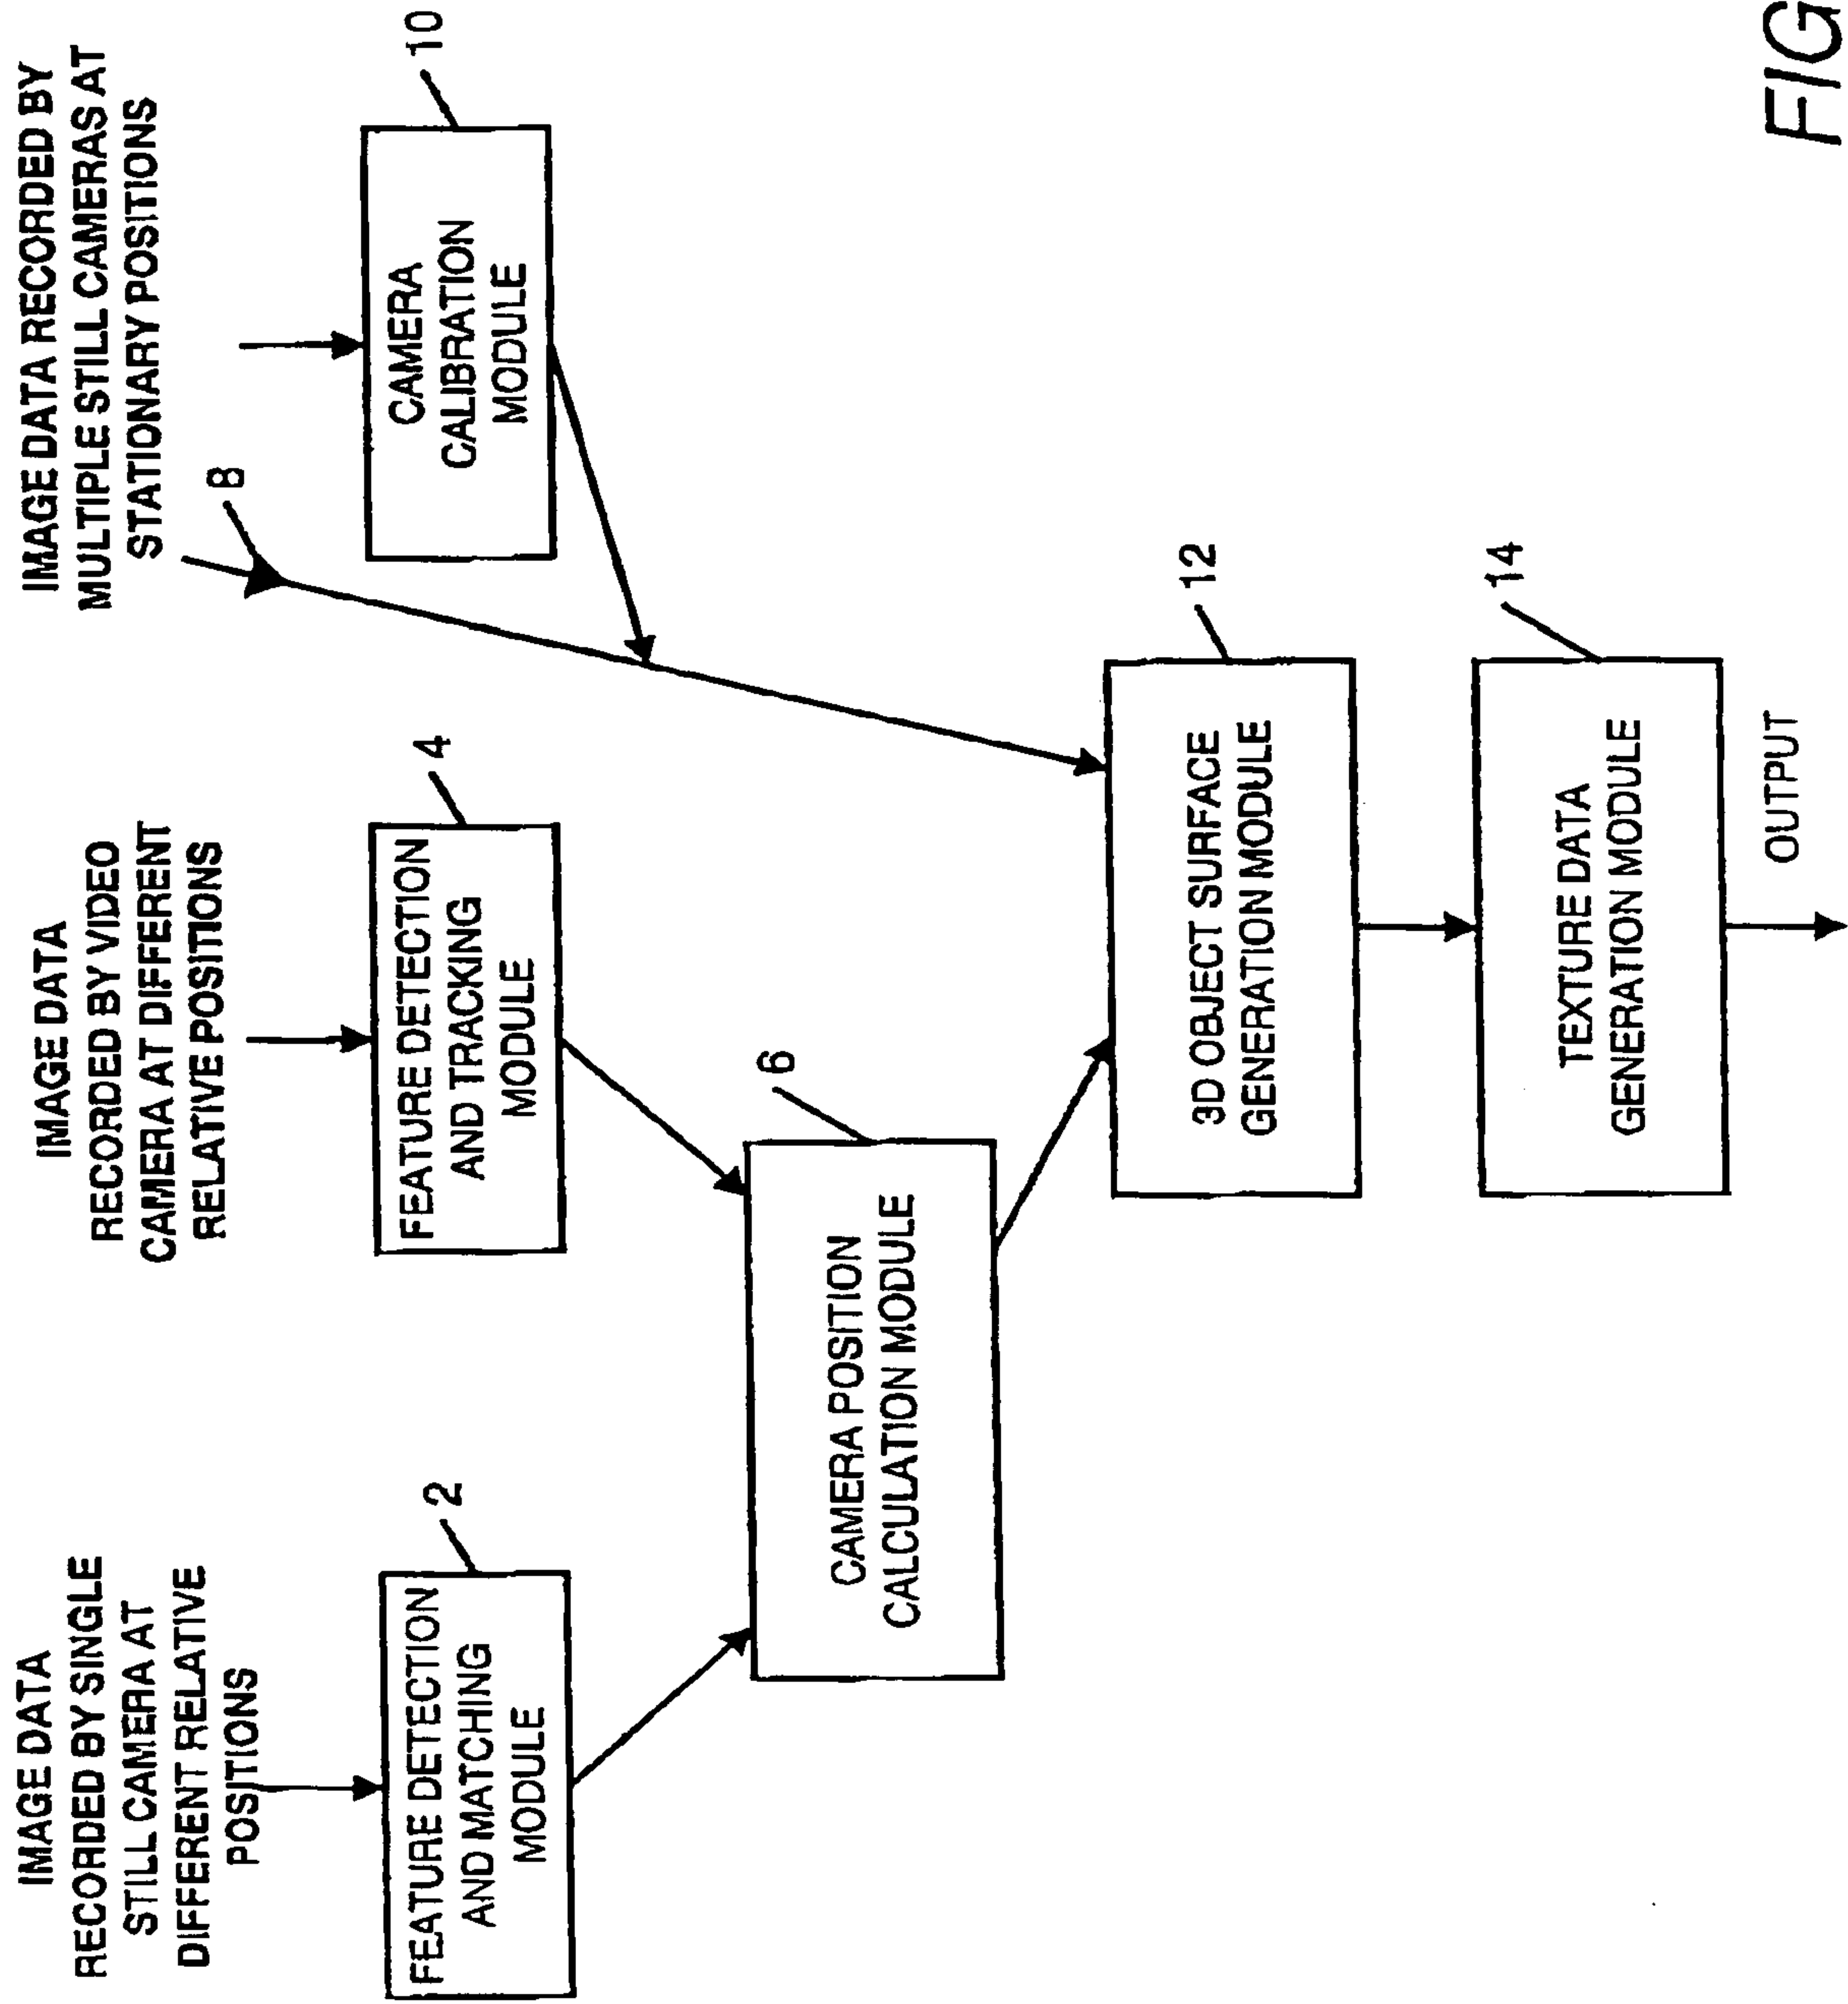 IMAGE DATA
RECORDED BY SINGLE
STILL CAMERA AT
DIFFERENT RELATIVE
POSITIONS
IMAGE DATA
RECORDED BY VIDEO
CAMERA AT DIFFERENT
RELATIVE POSITIONS
IMAGE DATA RECORDED BY
MULTIPLE STILL CAMERAS AT
STATIONARY POSITIONS
8
2
FEATURE DETECTION
AND MATCHING
MODULE
4
FEATURE DETECTION
AND TRACKING
MODULE
10
CAMERA
CALIBRATION
MODULE
6
CAMERA POSITION
CALCULATION MODULE
12
3D OBJECT SURFACE
GENERATION MODULE
14
TEXTURE DATA
GENERATION MODULE
OUTPUT
FIG